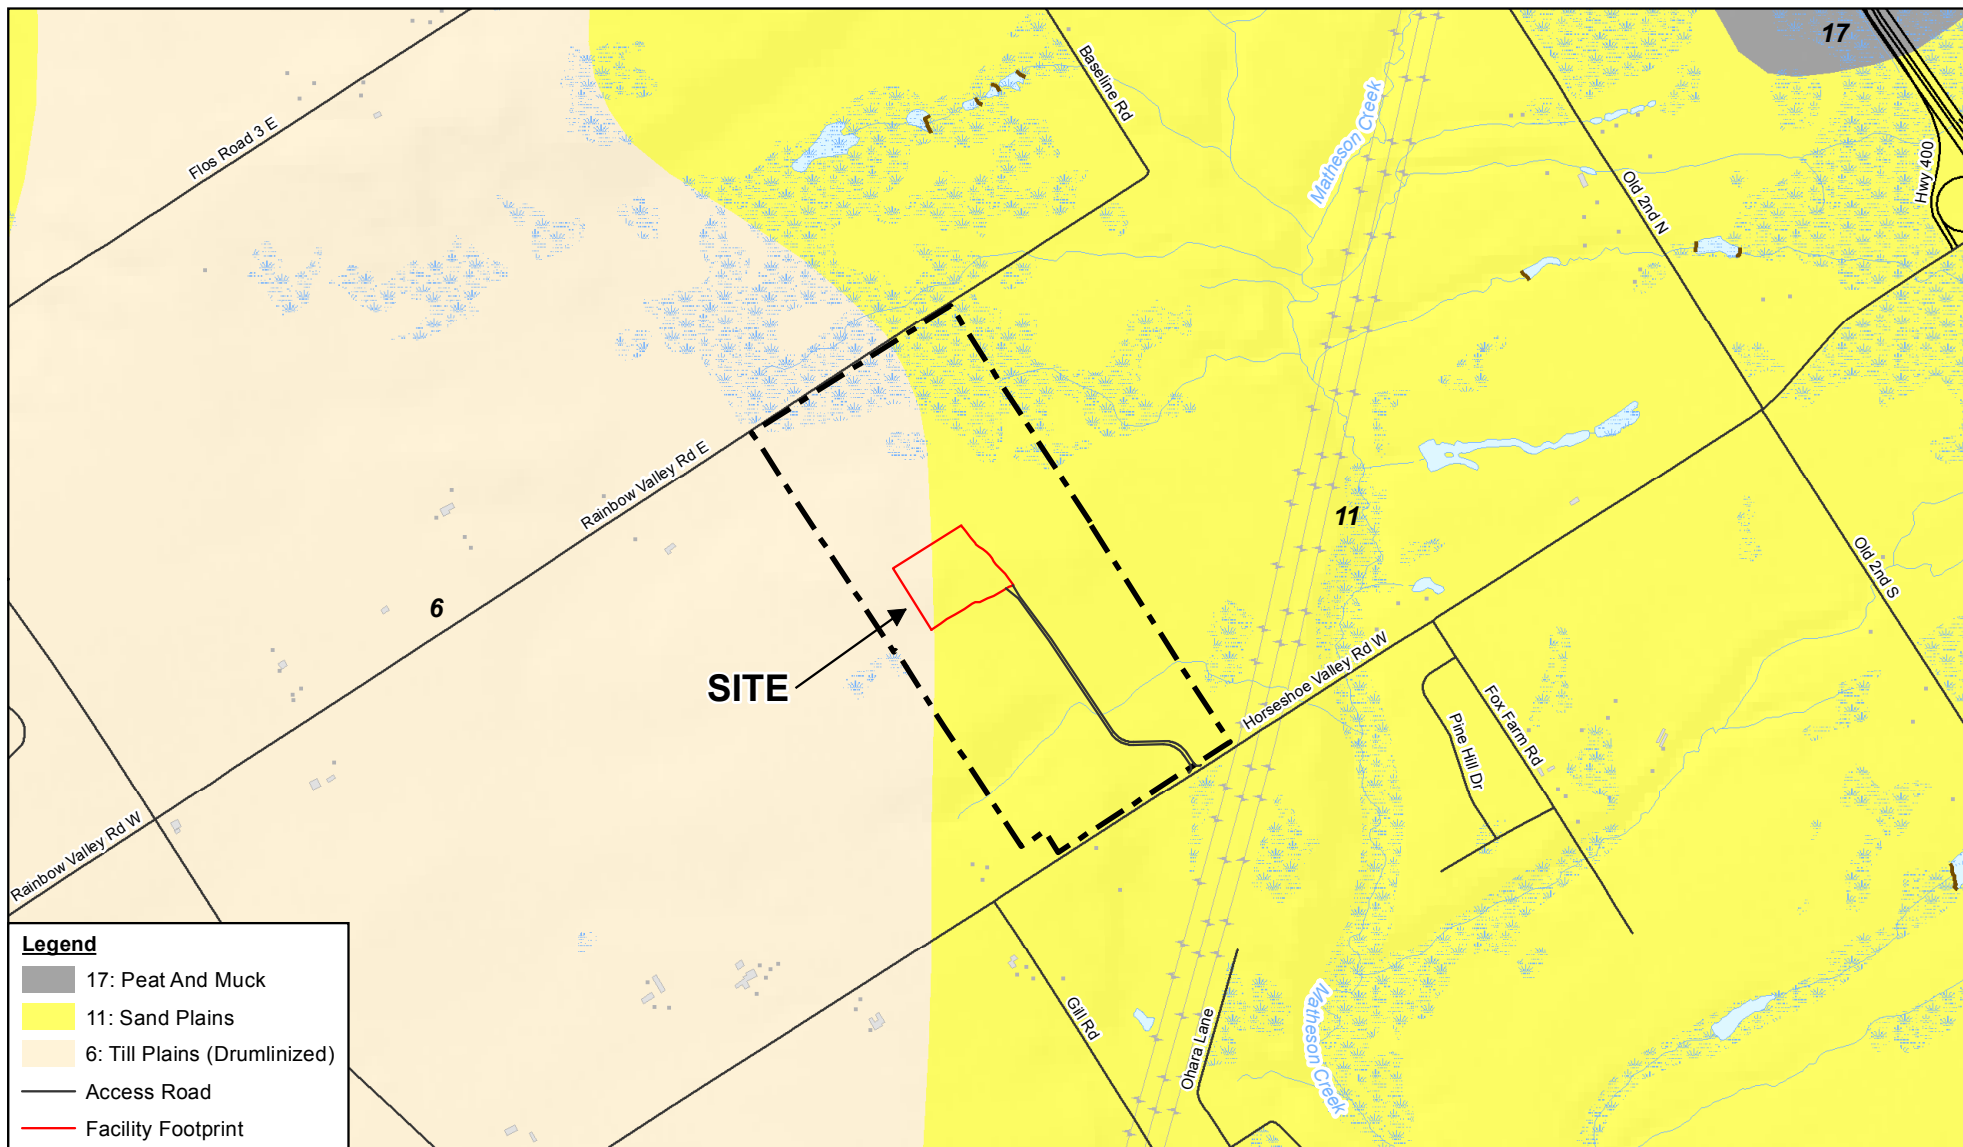 17
Baseline Rd
Matheson Creek
Flos Road 3 E
Hwy 400
Old 2nd N
Rainbow Valley Rd E
11
Old 2nd S
6
SITE
Horseshoe Valley Rd W
Fox Farm Rd
Pine Hill Dr
Rainbow Valley Rd W
Gill Rd
Ohara Lane
Matheson Creek
Legend
17: Peat And Muck
11: Sand Plains
6: Till Plains (Drumlinized)
Access Road
Facility Footprint